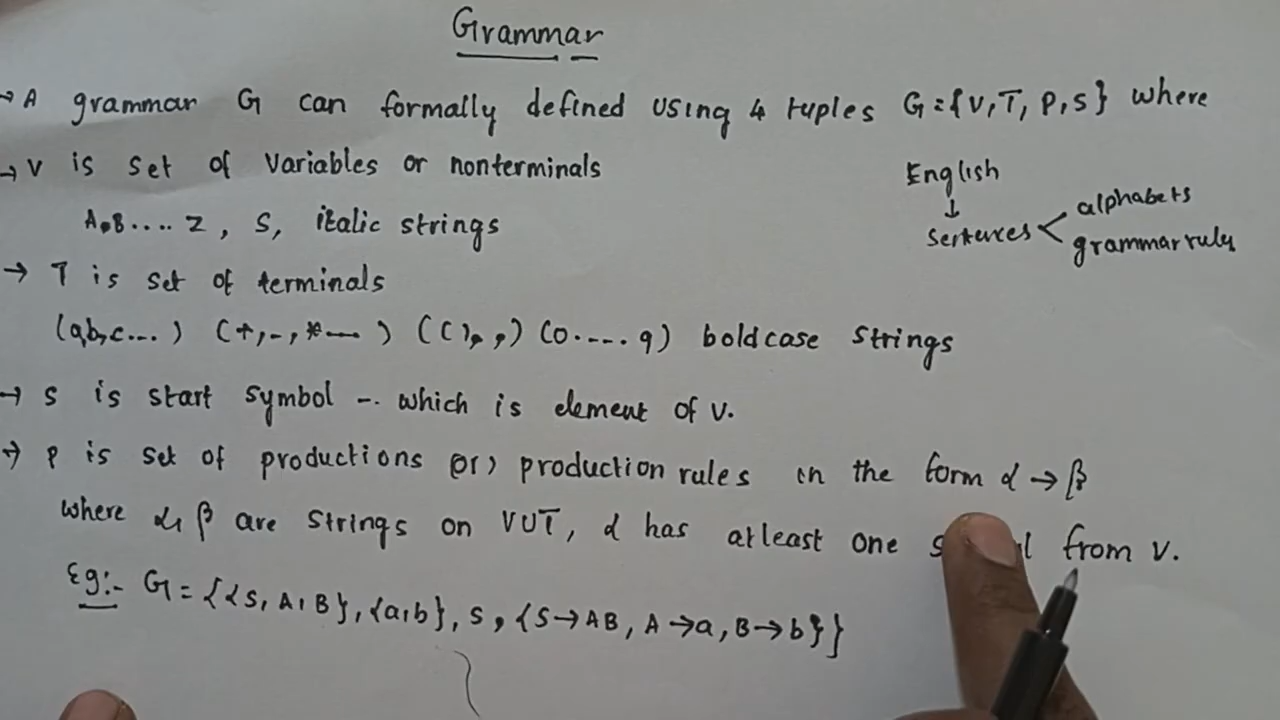 Grammar
→ A grammar G can formally defined using 4 tuples G={V,T,P,S} where
→ V is set of variables or nonterminals
A,B....Z, S, italic strings
English
↓
Sentences < alphabets
grammar rules
→ T is set of terminals
(a,b,c...) (+,-,*---) (( ), ,) (0....9) boldcase strings
→ S is start symbol -. which is element of V.
→ P is set of productions (or) production rules in the form α → β
where α, β are strings on VUT, α has atleast one from V.
Eg:- G = {{S, A, B}, {a,b}, S, {S→AB, A→a, B→b}}